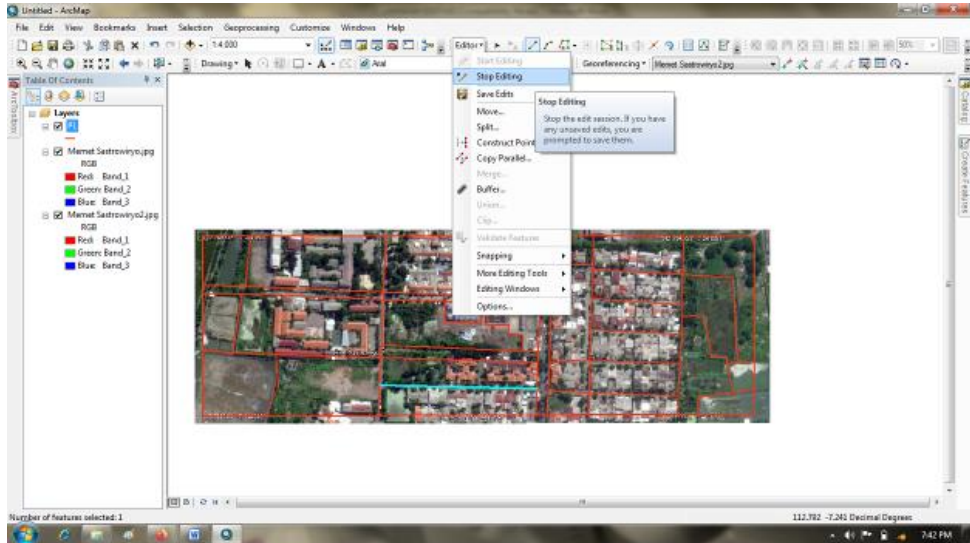 Untitled - ArcMap
File Edit View Bookmarks Insert Selection Geoprocessing Customize Windows Help
1:4.000
Editor
50%
Drawing
A
Arial
Georeferencing
Memet Sastrowiryo2.jpg
Table Of Contents
ArcToolbox
Layers
Memet Sastrowiryo.jpg
RGB
Red: Band_1
Green: Band_2
Blue: Band_3
Memet Sastrowiryo2.jpg
RGB
Red: Band_1
Green: Band_2
Blue: Band_3
Start Editing
Stop Editing
Save Edits
Move...
Split...
Construct Point
Copy Parallel...
Merge...
Buffer...
Union...
Clip...
Validate Features
Snapping
More Editing Tools
Editing Windows
Options...
Stop Editing
Stop the edit session. If you have
any unsaved edits, you are
prompted to save them.
Catalog
Create Features
Number of features selected: 1
112.792 -7.241 Decimal Degrees
7:42 PM